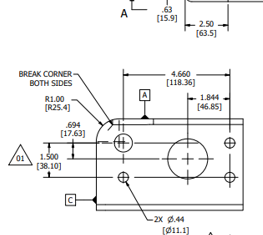 A
.63
[15.9]
2.50
[63.5]
BREAK CORNER
BOTH SIDES
4.660
[118.36]
R1.00
[R25.4]
A
1.844
[46.85]
.694
[17.63]
01
1.500
[38.10]
C
2X Ø.44
[Ø11.1]